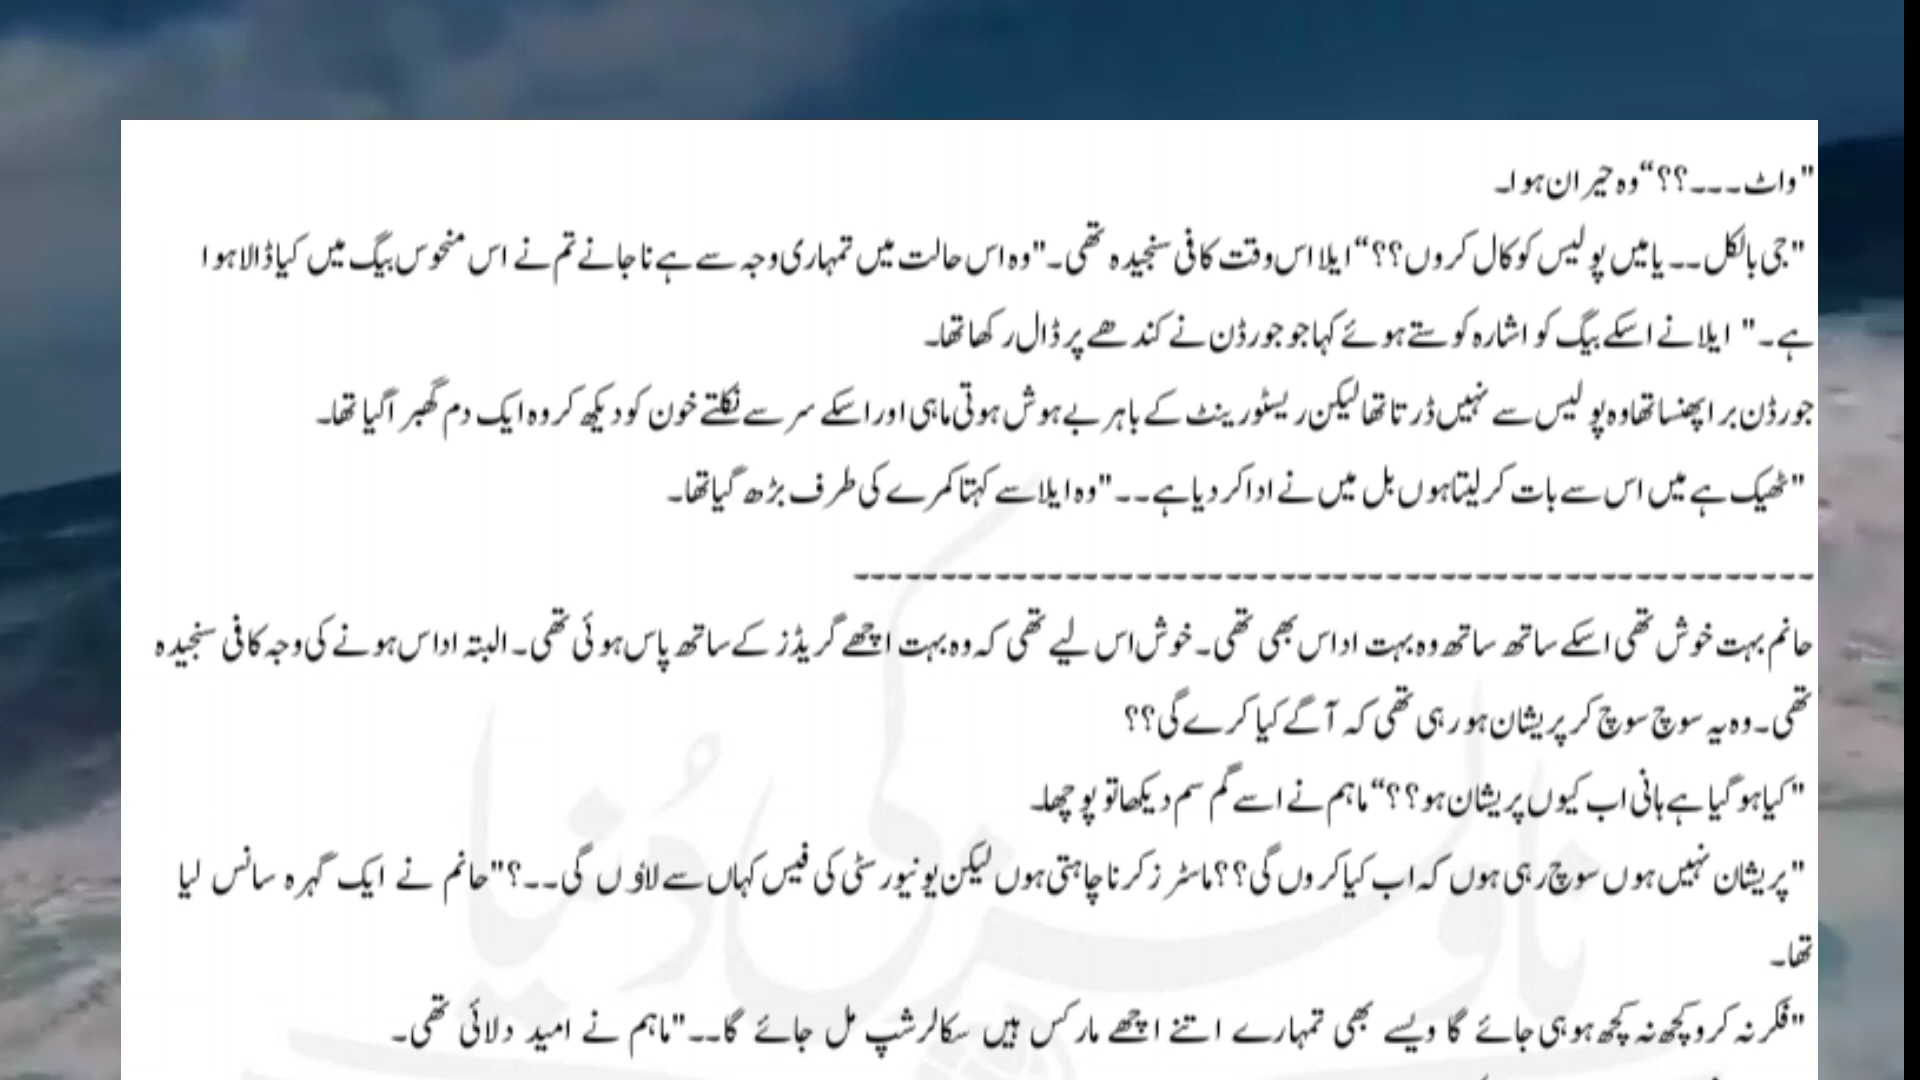 "واٹ۔۔۔؟؟“ وہ حیران ہوا۔
"جی بالکل۔۔ یا میں پولیس کو کال کروں؟؟“ ایلا اس وقت کافی سنجیدہ تھی۔ "وہ اس حالت میں تمہاری وجہ سے ہے ناجانے تم نے اس منحوس بیگ میں کیا ڈالا ہوا
ہے۔" ایلا نے اسکے بیگ کو اشارہ کوستے ہوئے کہا جو جورڈن نے کندھے پر ڈال رکھا تھا۔
جورڈن برا پھنسا تھا وہ پولیس سے نہیں ڈرتا تھا لیکن ریسٹورینٹ کے باہر بے ہوش ہوتی ماہی اور اسکے سر سے نکلتے خون کو دیکھ کر وہ ایک دم گھبرا گیا تھا۔
"ٹھیک ہے میں اس سے بات کر لیتا ہوں بل میں نے ادا کر دیا ہے۔۔" وہ ایلا سے کہتا کمرے کی طرف بڑھ گیا تھا۔
-------------------------------------------------------
حانم بہت خوش تھی اسکے ساتھ ساتھ وہ بہت اداس بھی تھی۔ خوش اس لیے تھی کہ وہ بہت اچھے گریڈز کے ساتھ پاس ہوئی تھی۔ البتہ اداس ہونے کی وجہ کافی سنجیدہ
تھی۔ وہ یہ سوچ سوچ کر پریشان ہو رہی تھی کہ آگے کیا کرے گی؟؟
"کیا ہو گیا ہے ہانی اب کیوں پریشان ہو؟؟“ ماہم نے اسے گم سم دیکھا تو پوچھا۔
"پریشان نہیں ہوں سوچ رہی ہوں کہ اب کیا کروں گی؟؟ ماسٹرز کرنا چاہتی ہوں لیکن یونیورسٹی کی فیس کہاں سے لاؤں گی۔۔؟" حانم نے ایک گہرہ سانس لیا
تھا۔
"فکر نہ کرو کچھ نہ کچھ ہو ہی جائے گا ویسے بھی تمہارے اتنے اچھے مارکس ہیں سکالرشپ مل جائے گا۔۔" ماہم نے امید دلائی تھی۔
ناولز کی دُنیا